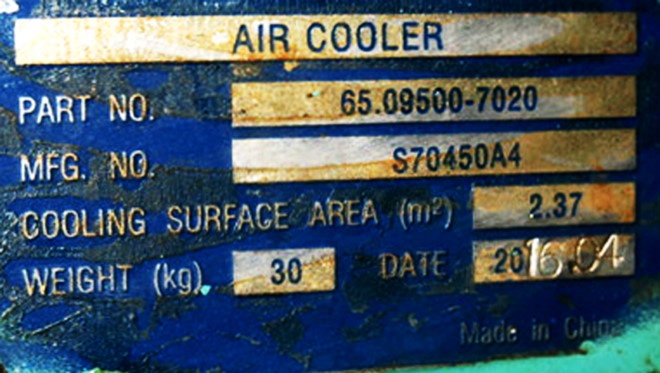 AIR COOLER
PART NO. 65.09500-7020
MFG. NO. S70450A4
COOLING SURFACE AREA (m²) 2.37
WEIGHT (kg) 30 DATE 2016.04
Made in China